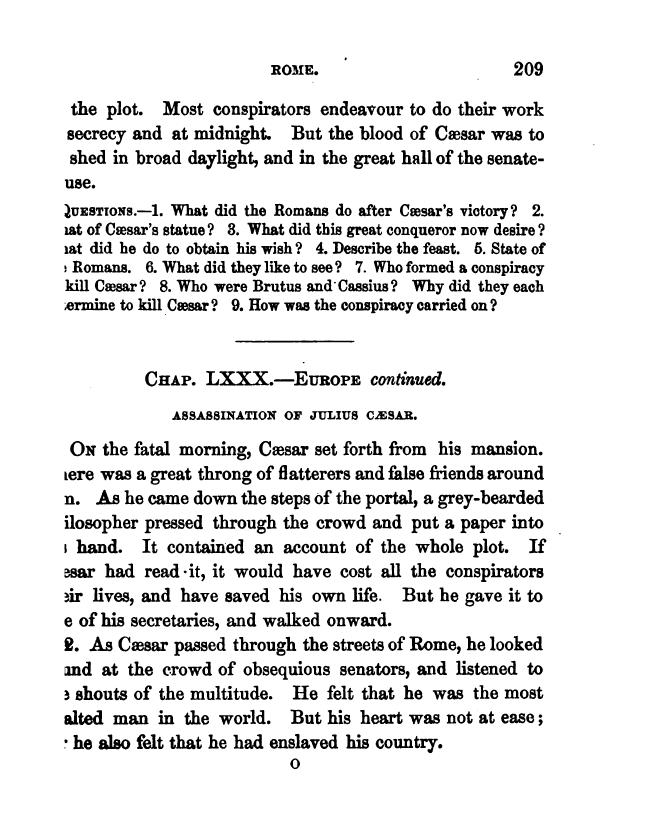 ROME.
209
the plot. Most conspirators endeavour to do their work
secrecy and at midnight. But the blood of Cæsar was to
shed in broad daylight, and in the great hall of the senate-
use.
QUESTIONS.—1. What did the Romans do after Cæsar's victory? 2.
at of Cæsar's statue? 3. What did this great conqueror now desire?
at did he do to obtain his wish? 4. Describe the feast. 5. State of
Romans. 6. What did they like to see? 7. Who formed a conspiracy
kill Cæsar? 8. Who were Brutus and Cassius? Why did they each
ermine to kill Cæsar? 9. How was the conspiracy carried on?
CHAP. LXXX.—EUROPE continued.
ASSASSINATION OF JULIUS CÆSAR.
ON the fatal morning, Cæsar set forth from his mansion.
ere was a great throng of flatterers and false friends around
n. As he came down the steps of the portal, a grey-bearded
ilosopher pressed through the crowd and put a paper into
hand. It contained an account of the whole plot. If
esar had read it, it would have cost all the conspirators
eir lives, and have saved his own life. But he gave it to
e of his secretaries, and walked onward.
2. As Cæsar passed through the streets of Rome, he looked
and at the crowd of obsequious senators, and listened to
e shouts of the multitude. He felt that he was the most
alted man in the world. But his heart was not at ease;
he also felt that he had enslaved his country.
O